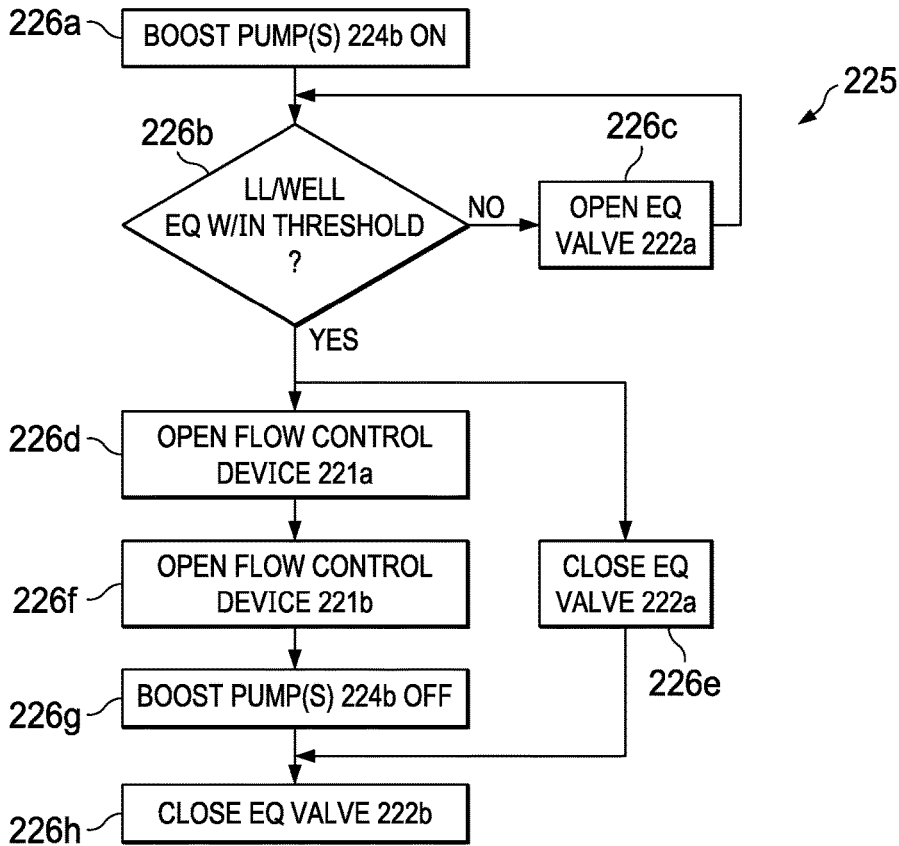 226a
BOOST PUMP(S) 224b ON
225
226b
226c
LL/WELL
EQ W/IN THRESHOLD
?
NO
OPEN EQ
VALVE 222a
YES
226d
OPEN FLOW CONTROL
DEVICE 221a
226f
OPEN FLOW CONTROL
DEVICE 221b
CLOSE EQ
VALVE 222a
226e
226g
BOOST PUMP(S) 224b OFF
226h
CLOSE EQ VALVE 222b